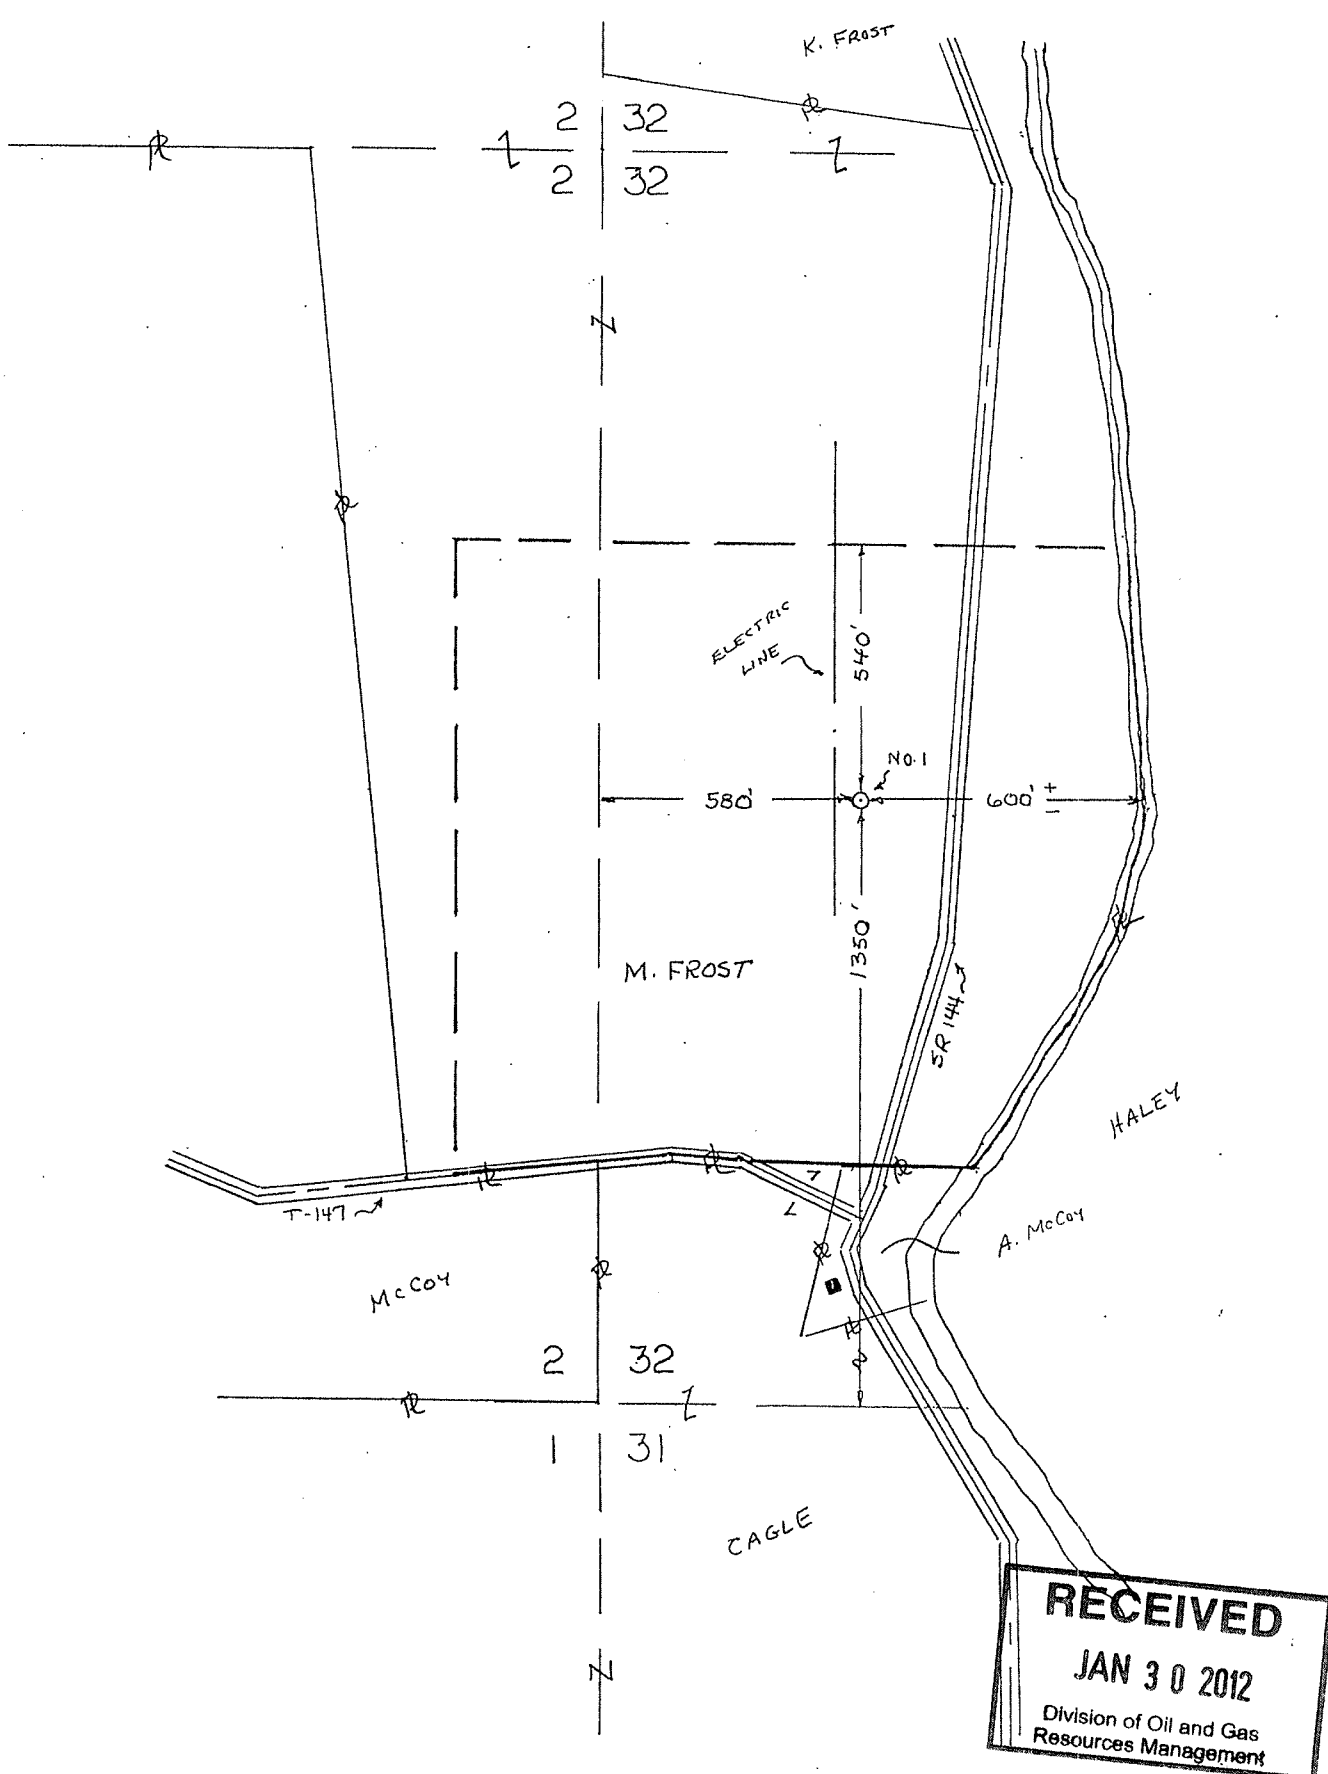 K. FROST
2 32
2 32
ELECTRIC
LINE
540'
NO.1
580'
600' ±
1350'
M. FROST
SR 144
HALEY
T-147
A. McCOY
McCOY
2 32
1 31
CAGLE
RECEIVED
JAN 30 2012
Division of Oil and Gas
Resources Management